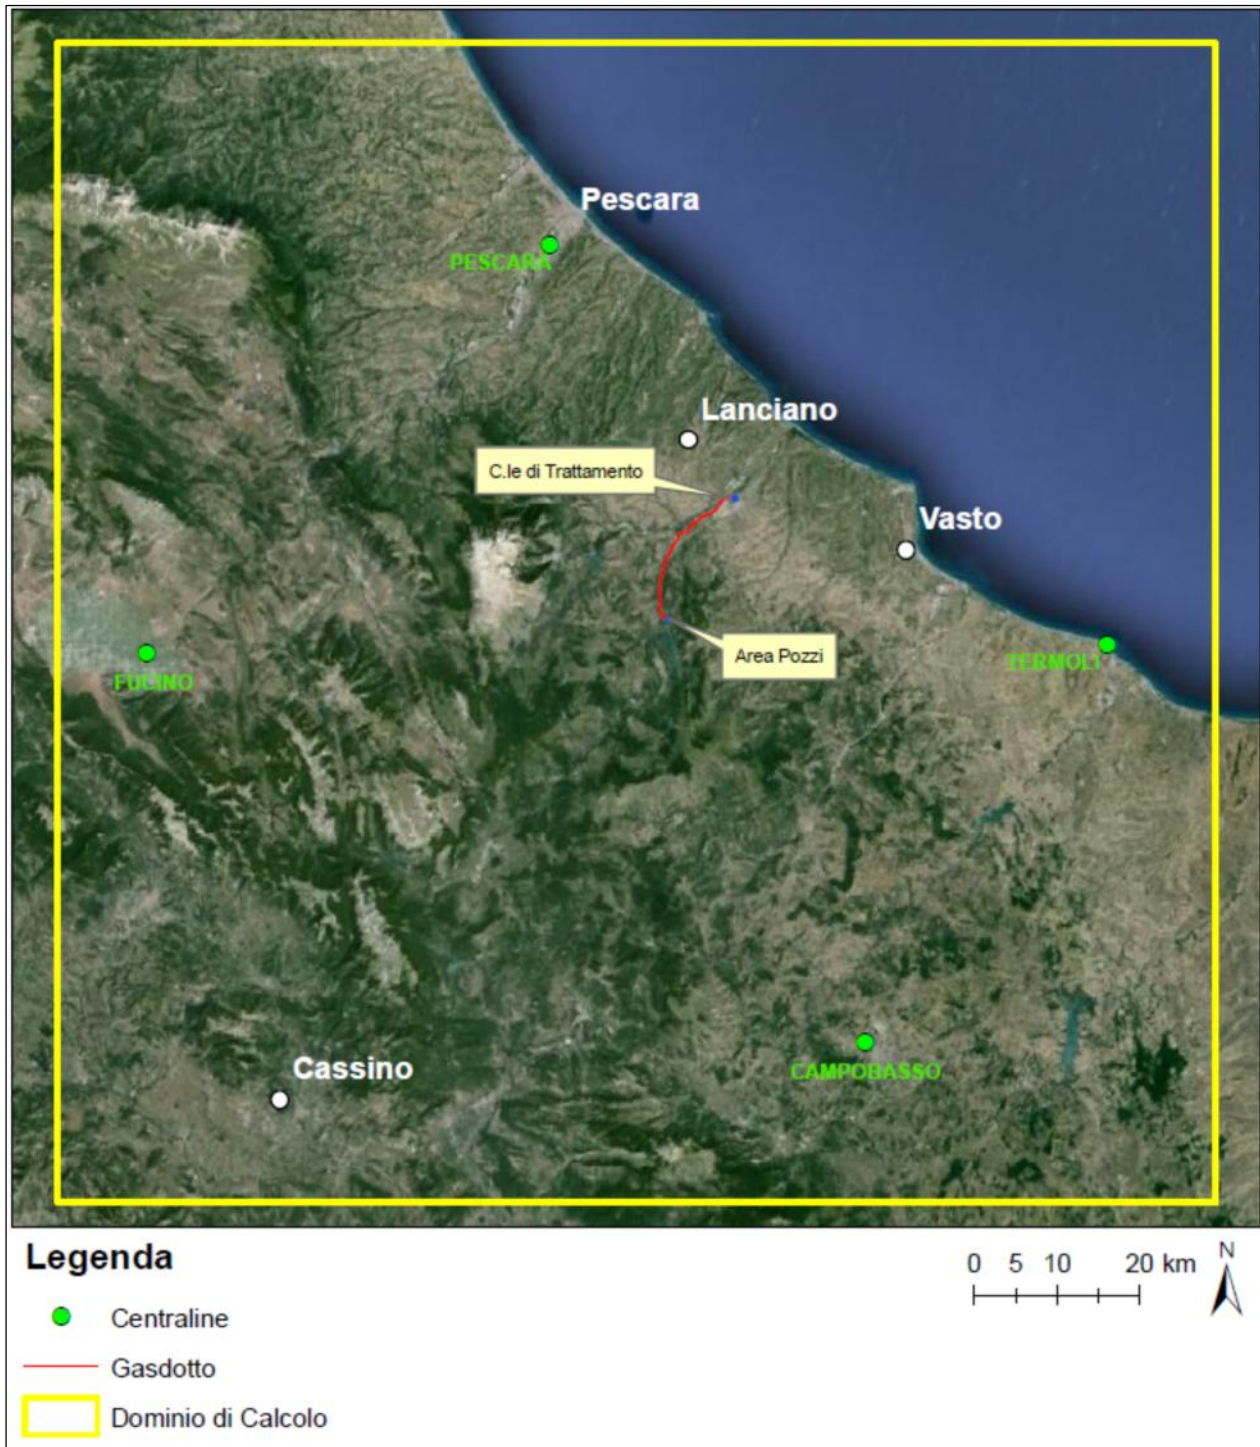 Pescara
PESCARA
Lanciano
C.le di Trattamento
Vasto
Area Pozzi
TERMOLI
FUCINO
Cassino
CAMPOBASSO
Legenda
0 5 10 20 km
N
Centraline
Gasdotto
Dominio di Calcolo